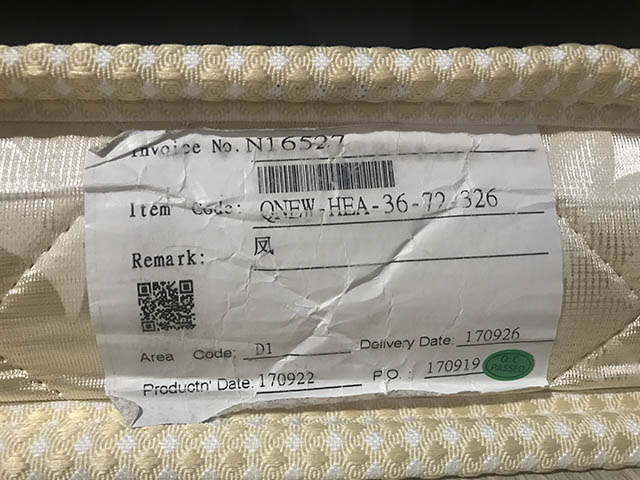 Invoice No. N16527
Item Code: QNEW-HEA-36-72-326
Remark: 凤
Area Code: D1 Delivery Date: 170926
Productn' Date: 170922 P.O.: 170919 Q.C PASSED